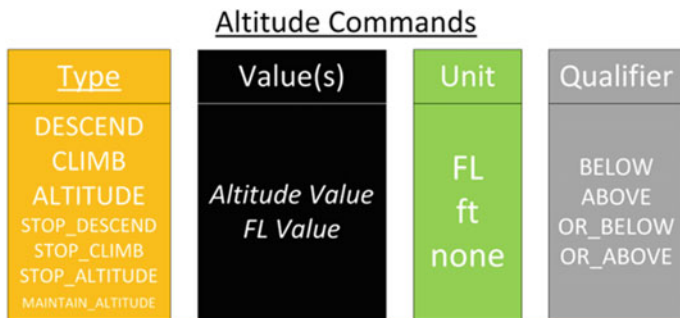 Altitude Commands
Type
DESCEND
CLIMB
ALTITUDE
STOP_DESCEND
STOP_CLIMB
STOP_ALTITUDE
MAINTAIN_ALTITUDE
Value(s)
Altitude Value
FL Value
Unit
FL
ft
none
Qualifier
BELOW
ABOVE
OR_BELOW
OR_ABOVE